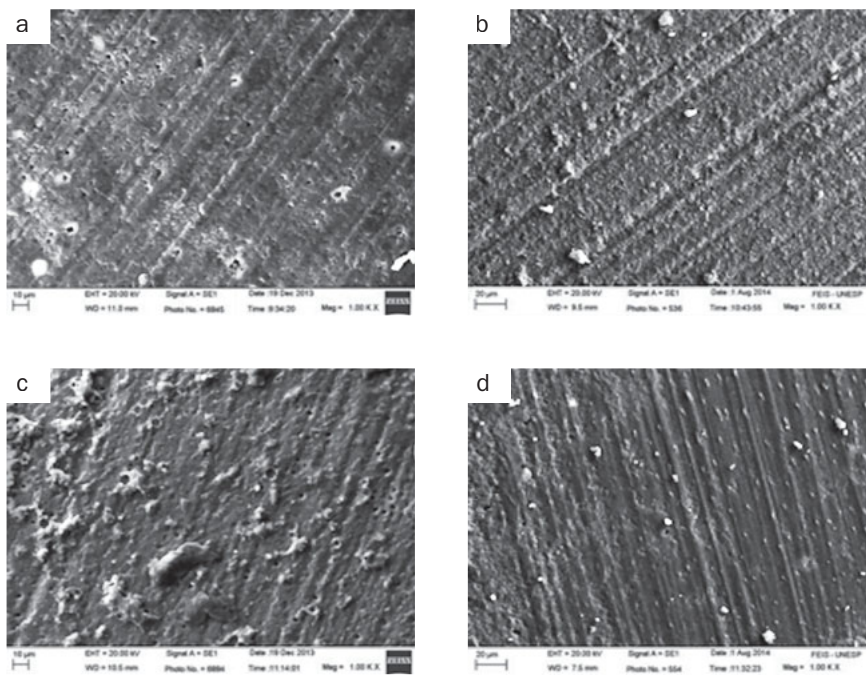 a
b
10 µm
EHT = 20.00 kV
Signal A = SE1
Date :19 Dec 2013
WD = 11.0 mm
Photo No. = 6945
Time :9:34:20
Mag = 1.00 K X
ZEISS
20 µm
EHT = 20.00 kV
Signal A = SE1
Date :1 Aug 2014
FEIS - UNESP
WD = 9.5 mm
Photo No. = 536
Time :10:43:55
Mag = 1.00 K X
c
d
10 µm
EHT = 20.00 kV
Signal A = SE1
Date :19 Dec 2013
WD = 10.5 mm
Time :11:14:01
Mag = 1.00 K X
ZEISS
20 µm
EHT = 20.00 kV
Signal A = SE1
Date :1 Aug 2014
FEIS - UNESP
WD = 7.5 mm
Photo No. = 554
Time :11:32:23
Mag = 1.00 K X